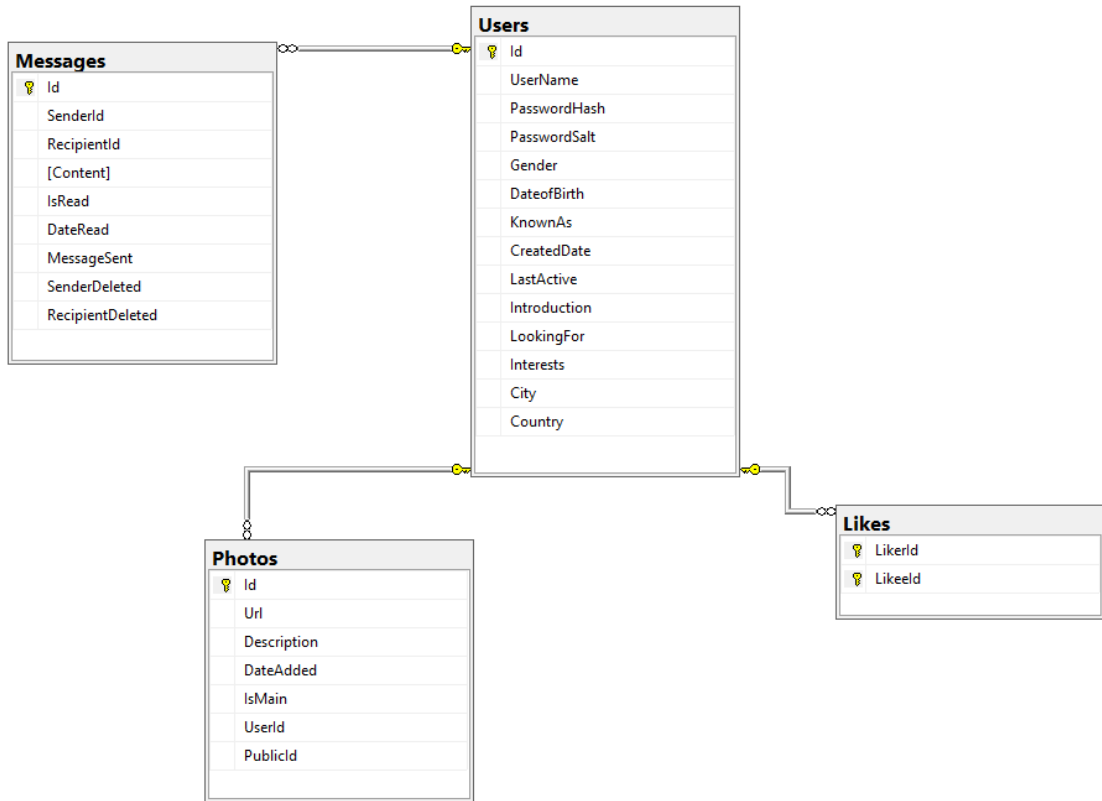 Users
Id
UserName
PasswordHash
PasswordSalt
Gender
DateofBirth
KnownAs
CreatedDate
LastActive
Introduction
LookingFor
Interests
City
Country
Messages
Id
SenderId
RecipientId
[Content]
IsRead
DateRead
MessageSent
SenderDeleted
RecipientDeleted
Photos
Id
Url
Description
DateAdded
IsMain
UserId
PublicId
Likes
LikerId
LikeeId